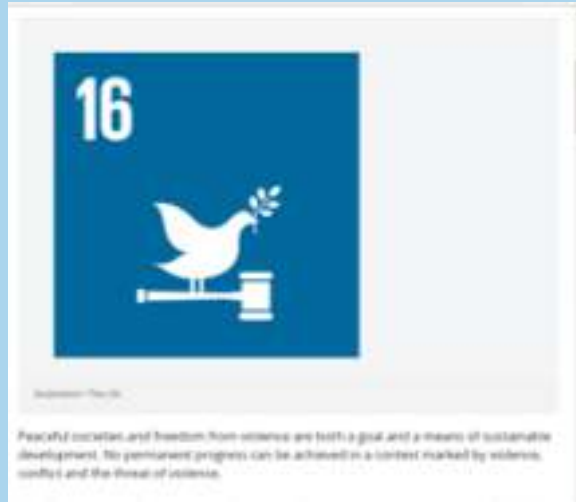 16
Peaceful societies and freedom from violence are both a goal and a means of sustainable
development. No permanent progress can be achieved in a context marked by violence,
conflict and the threat of violence.